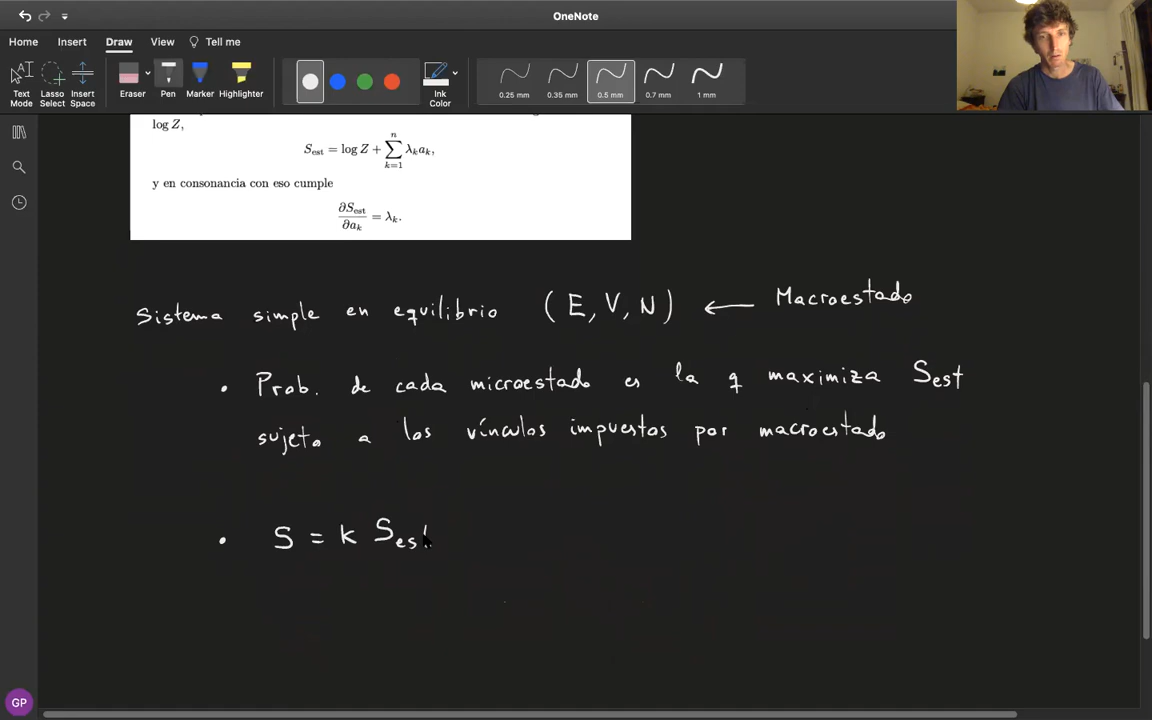 OneNote
Home Insert Draw View Tell me
Text Mode Lasso Select Insert Space Eraser Pen Marker Highlighter Ink Color 0.25 mm 0.35 mm 0.5 mm 0.7 mm 1 mm
log Z,
S_est = log Z + ∑_{k=1}^{n} λ_k a_k,
y en consonancia con eso cumple
∂S_est/∂a_k = λ_k.
Sistema simple en equilibrio (E, V, N) ← Macroestado
• Prob. de cada microestado es la q maximiza Sest
sujeto a los vínculos impuestos por macroestado
• S = k Sest
GP